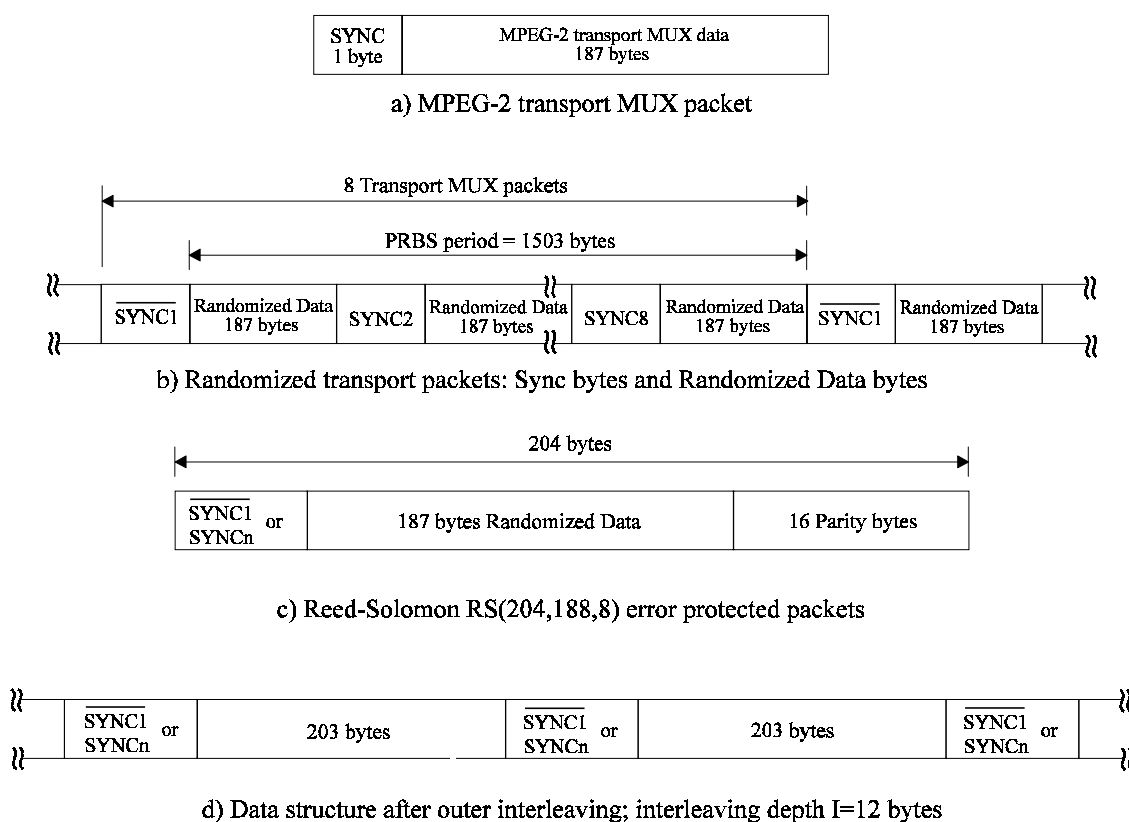 SYNC
1 byte
MPEG-2 transport MUX data
187 bytes
a) MPEG-2 transport MUX packet
8 Transport MUX packets
PRBS period = 1503 bytes
SYNC1
Randomized Data
187 bytes
SYNC2
Randomized Data
187 bytes
SYNC8
Randomized Data
187 bytes
SYNC1
Randomized Data
187 bytes
b) Randomized transport packets: Sync bytes and Randomized Data bytes
204 bytes
SYNC1 or
SYNCn
187 bytes Randomized Data
16 Parity bytes
c) Reed-Solomon RS(204,188,8) error protected packets
SYNC1 or
SYNCn
203 bytes
SYNC1 or
SYNCn
203 bytes
SYNC1 or
SYNCn
d) Data structure after outer interleaving; interleaving depth I=12 bytes